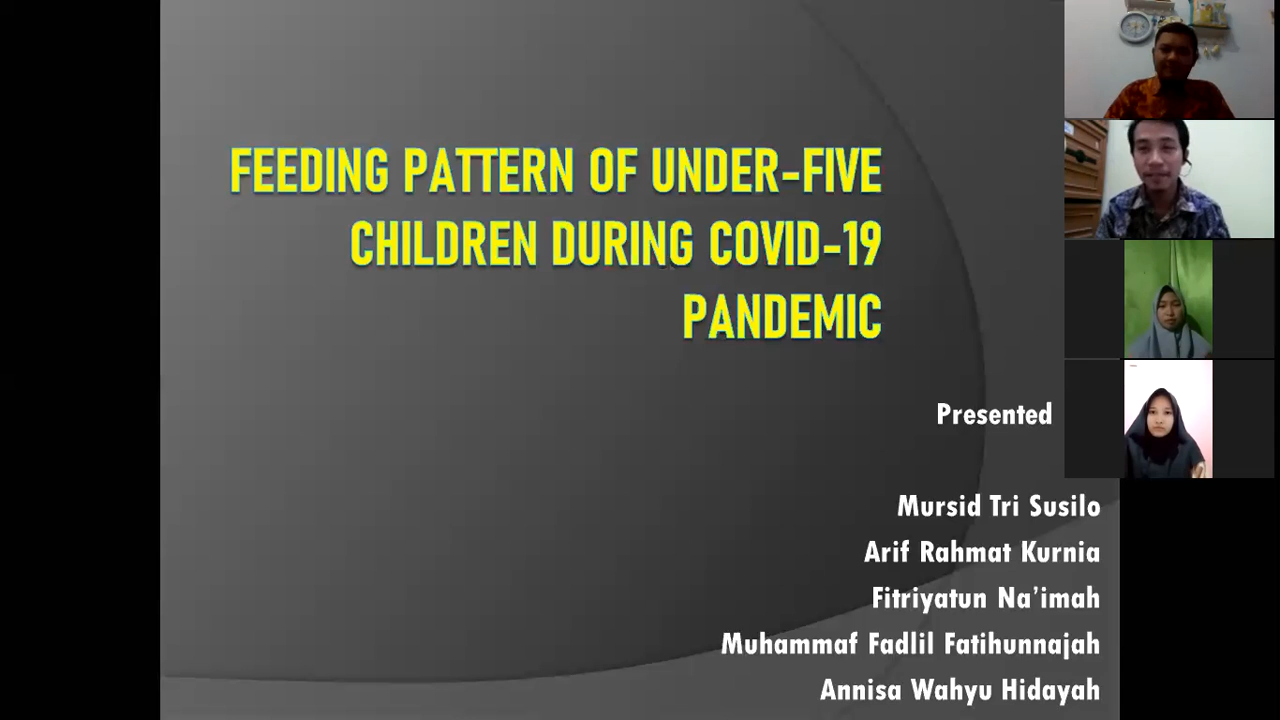 FEEDING PATTERN OF UNDER-FIVE
CHILDREN DURING COVID-19
PANDEMIC
Presented
Mursid Tri Susilo
Arif Rahmat Kurnia
Fitriyatun Na’imah
Muhammaf Fadlil Fatihunnajah
Annisa Wahyu Hidayah